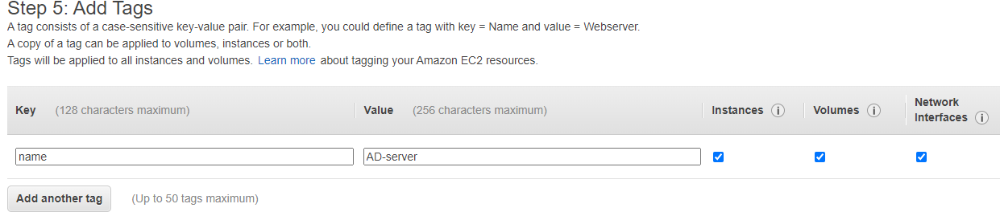 Step 5: Add Tags
A tag consists of a case-sensitive key-value pair. For example, you could define a tag with key = Name and value = Webserver.
A copy of a tag can be applied to volumes, instances or both.
Tags will be applied to all instances and volumes. Learn more about tagging your Amazon EC2 resources.
Key (128 characters maximum) Value (256 characters maximum) Instances i Volumes i Network Interfaces i
name AD-server
Add another tag (Up to 50 tags maximum)